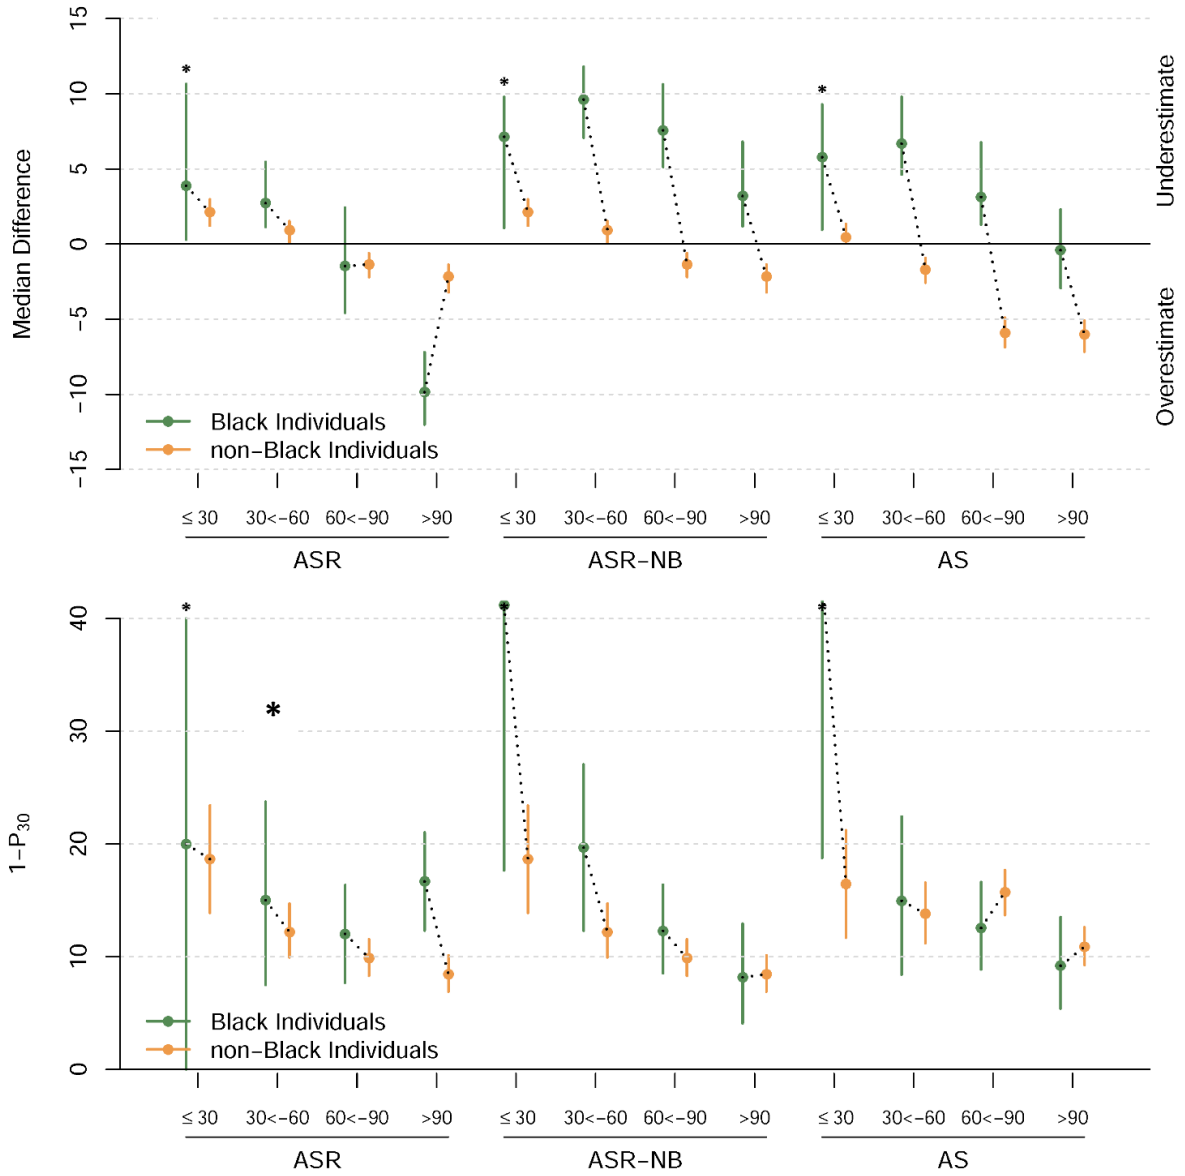 15
10
5
0
−5
−10
−15
Median Difference
Underestimate
Overestimate
*
*
*
Black Individuals
non−Black Individuals
≤ 30 30<−60 60<−90 >90 ≤ 30 30<−60 60<−90 >90 ≤ 30 30<−60 60<−90 >90
ASR ASR−NB AS
40
30
20
10
0
1−P30
* * *
*
Black Individuals
non−Black Individuals
≤ 30 30<−60 60<−90 >90 ≤ 30 30<−60 60<−90 >90 ≤ 30 30<−60 60<−90 >90
ASR ASR−NB AS